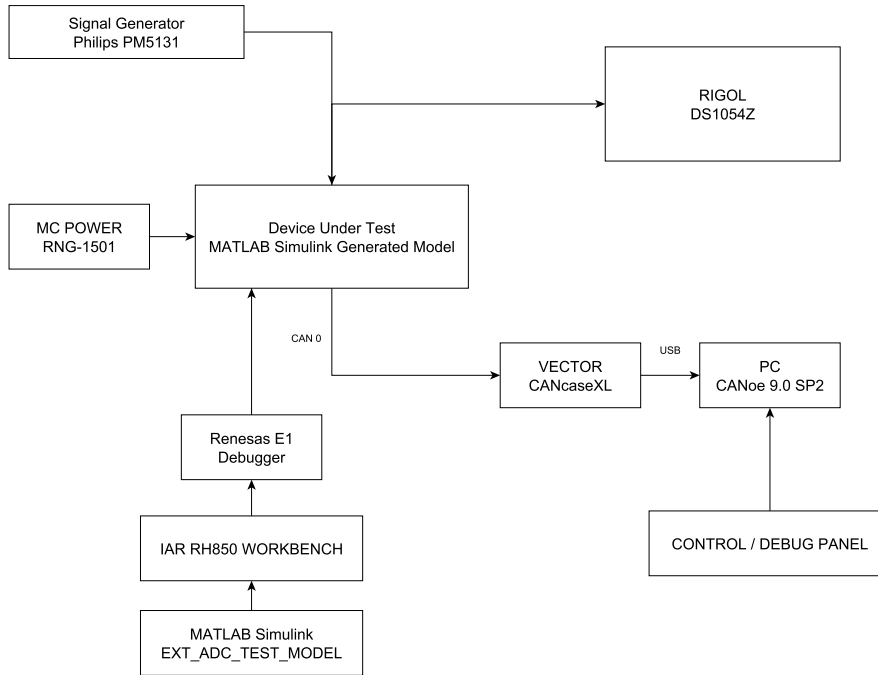 Signal Generator
Philips PM5131
RIGOL
DS1054Z
MC POWER
RNG-1501
Device Under Test
MATLAB Simulink Generated Model
CAN 0
VECTOR
CANcaseXL
USB
PC
CANoe 9.0 SP2
Renesas E1
Debugger
IAR RH850 WORKBENCH
CONTROL / DEBUG PANEL
MATLAB Simulink
EXT_ADC_TEST_MODEL